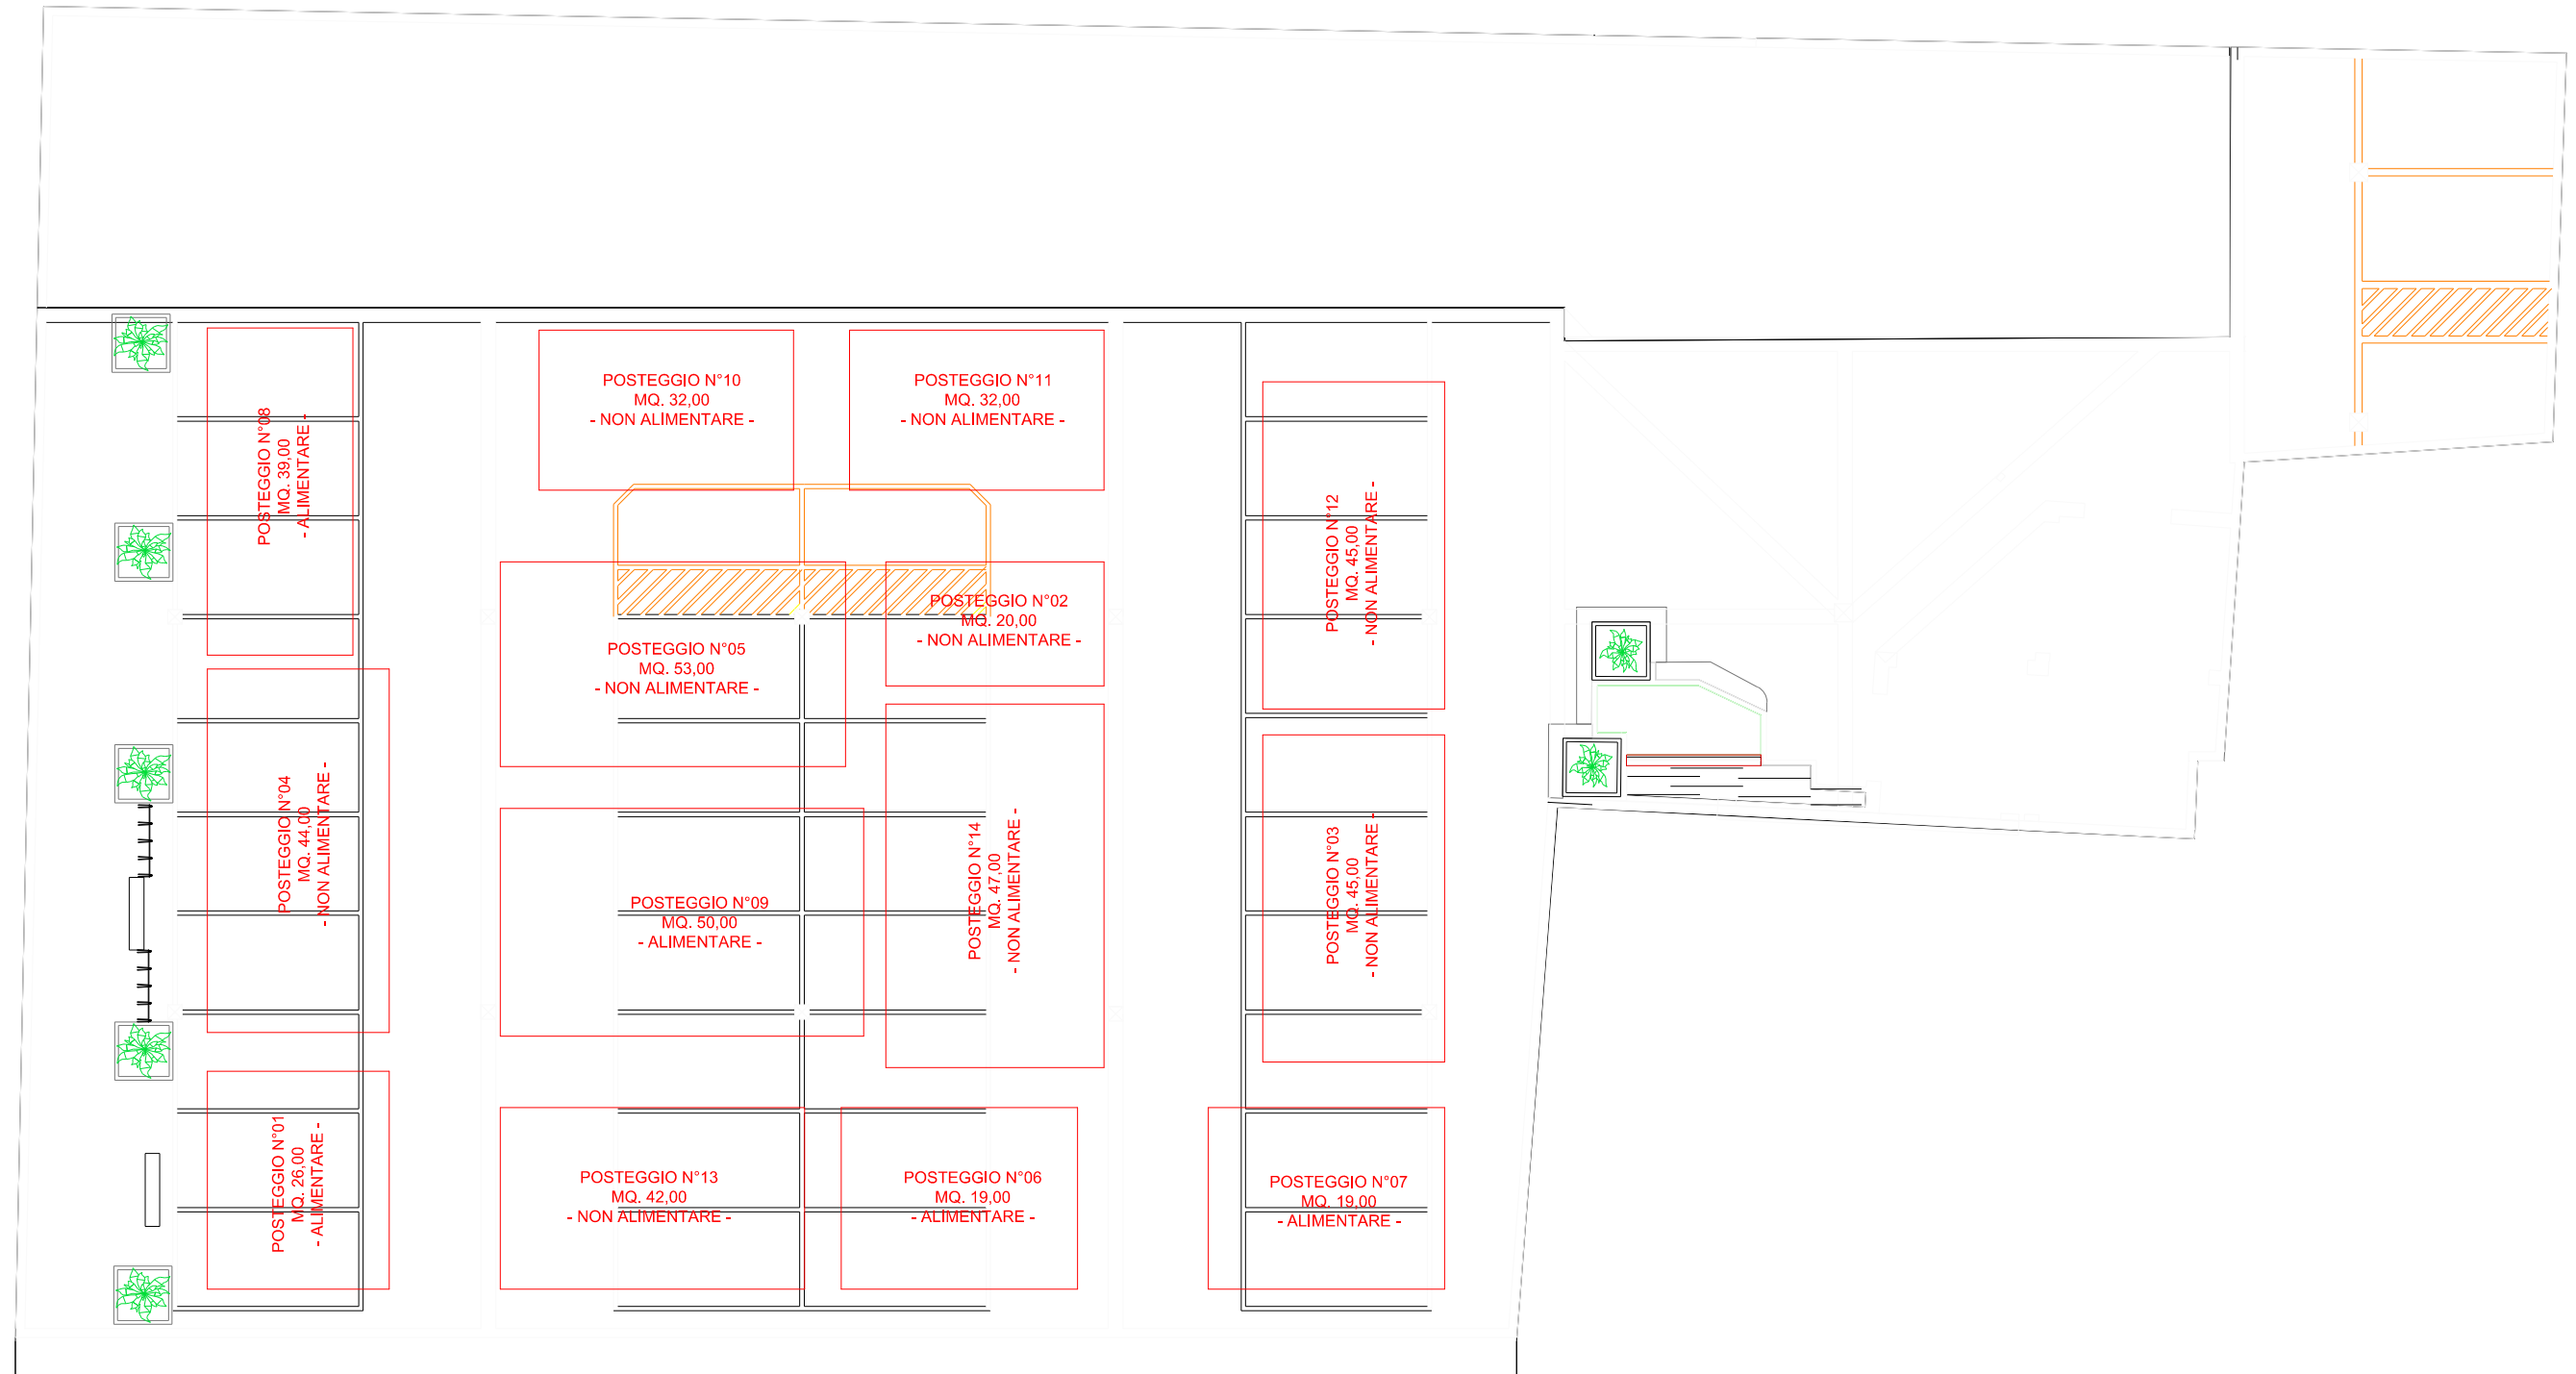 POSTEGGIO N°08
MQ. 39,00
- ALIMENTARE -
POSTEGGIO N°10
MQ. 32,00
- NON ALIMENTARE -
POSTEGGIO N°11
MQ. 32,00
- NON ALIMENTARE -
POSTEGGIO N°12
MQ. 45,00
- NON ALIMENTARE -
POSTEGGIO N°05
MQ. 53,00
- NON ALIMENTARE -
POSTEGGIO N°02
MQ. 20,00
- NON ALIMENTARE -
POSTEGGIO N°04
MQ. 44,00
- NON ALIMENTARE -
POSTEGGIO N°09
MQ. 50,00
- ALIMENTARE -
POSTEGGIO N°14
MQ. 47,00
- NON ALIMENTARE -
POSTEGGIO N°03
MQ. 45,00
- NON ALIMENTARE -
POSTEGGIO N°01
MQ. 26,00
- ALIMENTARE -
POSTEGGIO N°13
MQ. 42,00
- NON ALIMENTARE -
POSTEGGIO N°06
MQ. 19,00
- ALIMENTARE -
POSTEGGIO N°07
MQ. 19,00
- ALIMENTARE -